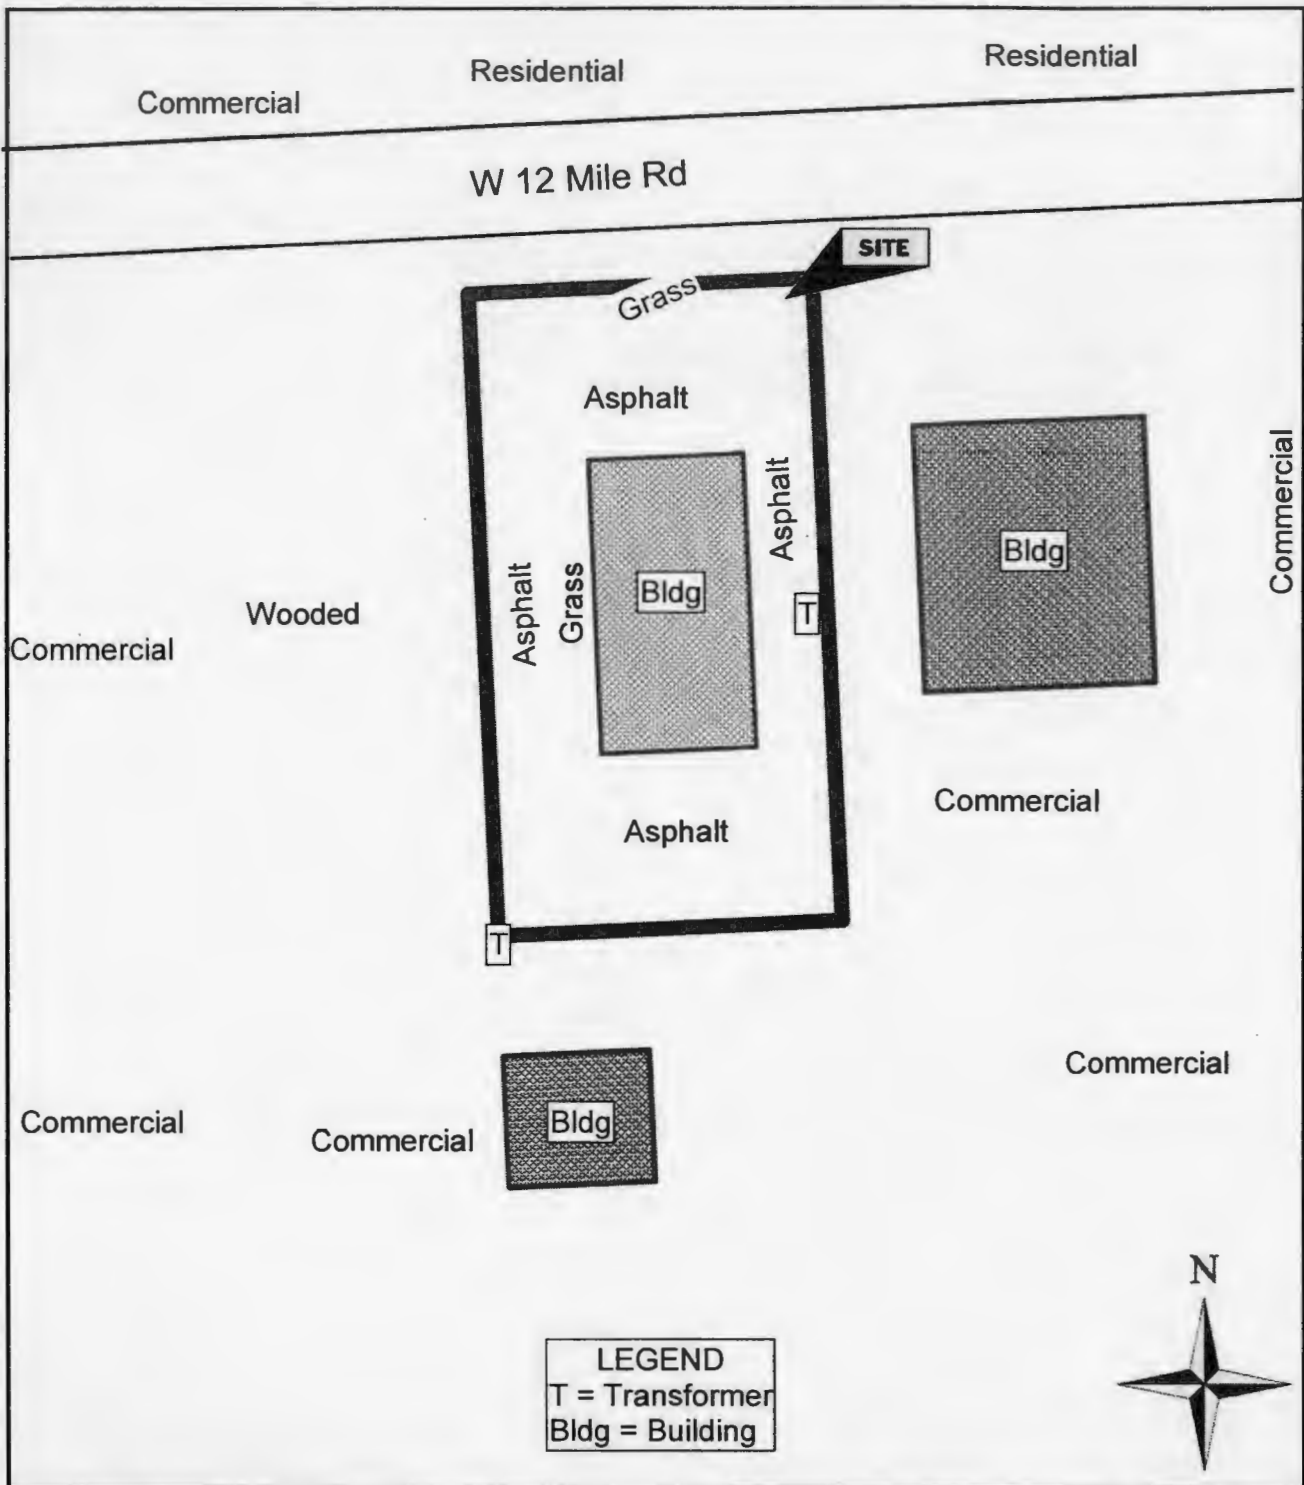 Residential
Residential
Commercial
W 12 Mile Rd
SITE
Grass
Asphalt
Commercial
Asphalt
Bldg
Asphalt
Grass
Bldg
T
Wooded
Commercial
Commercial
Asphalt
T
Commercial
Commercial
Commercial
Bldg
N
LEGEND
T = Transformer
Bldg = Building